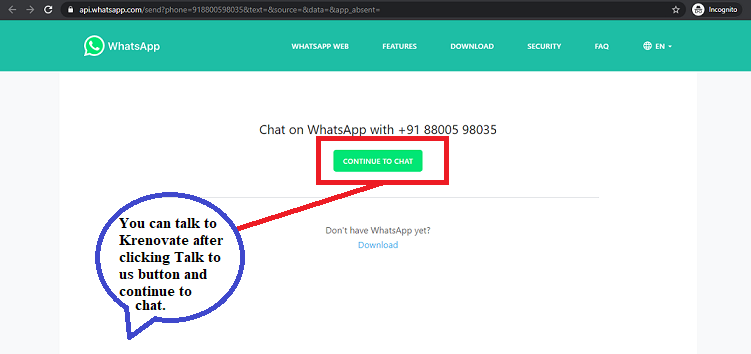 api.whatsapp.com/send?phone=918800598035&text=&source=&data=&app_absent=
Incognito
WhatsApp
WHATSAPP WEB FEATURES DOWNLOAD SECURITY FAQ EN
Chat on WhatsApp with +91 88005 98035
CONTINUE TO CHAT
Don't have WhatsApp yet?
Download
You can talk to
Krenovate after
clicking Talk to
us button and
continue to
chat.